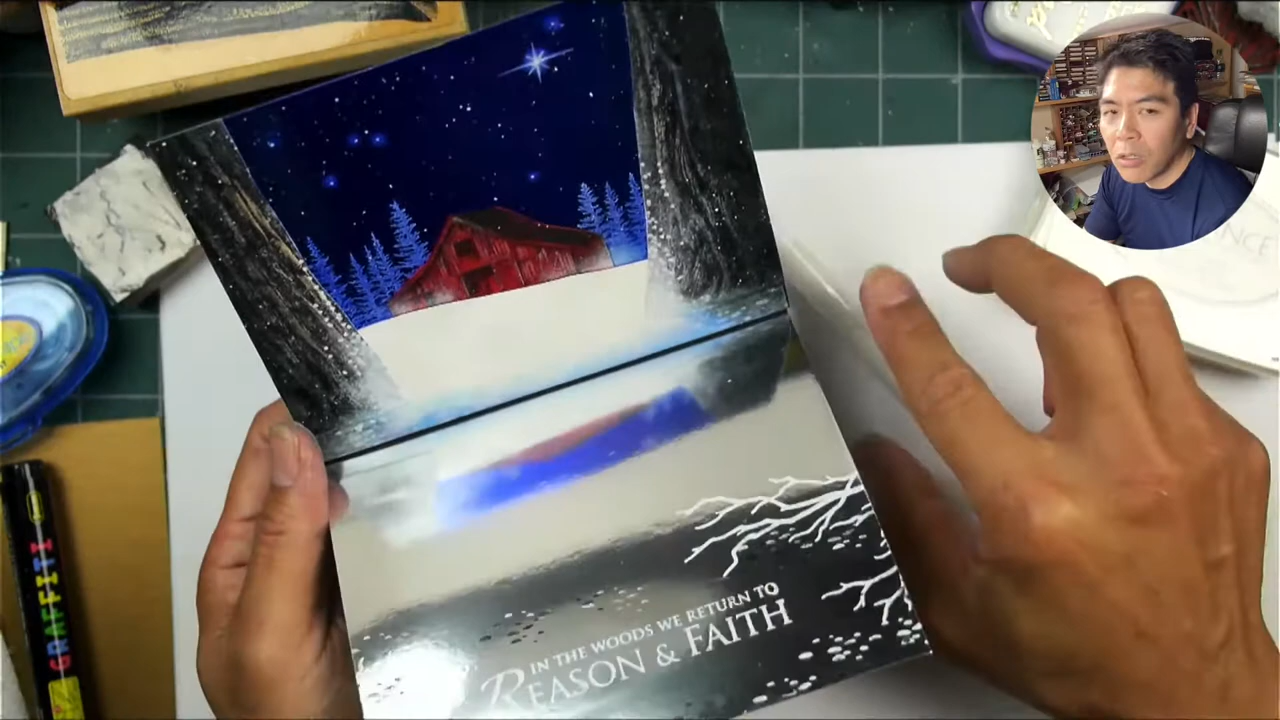 IN THE WOODS WE RETURN TO
REASON & FAITH
GRAFFITI